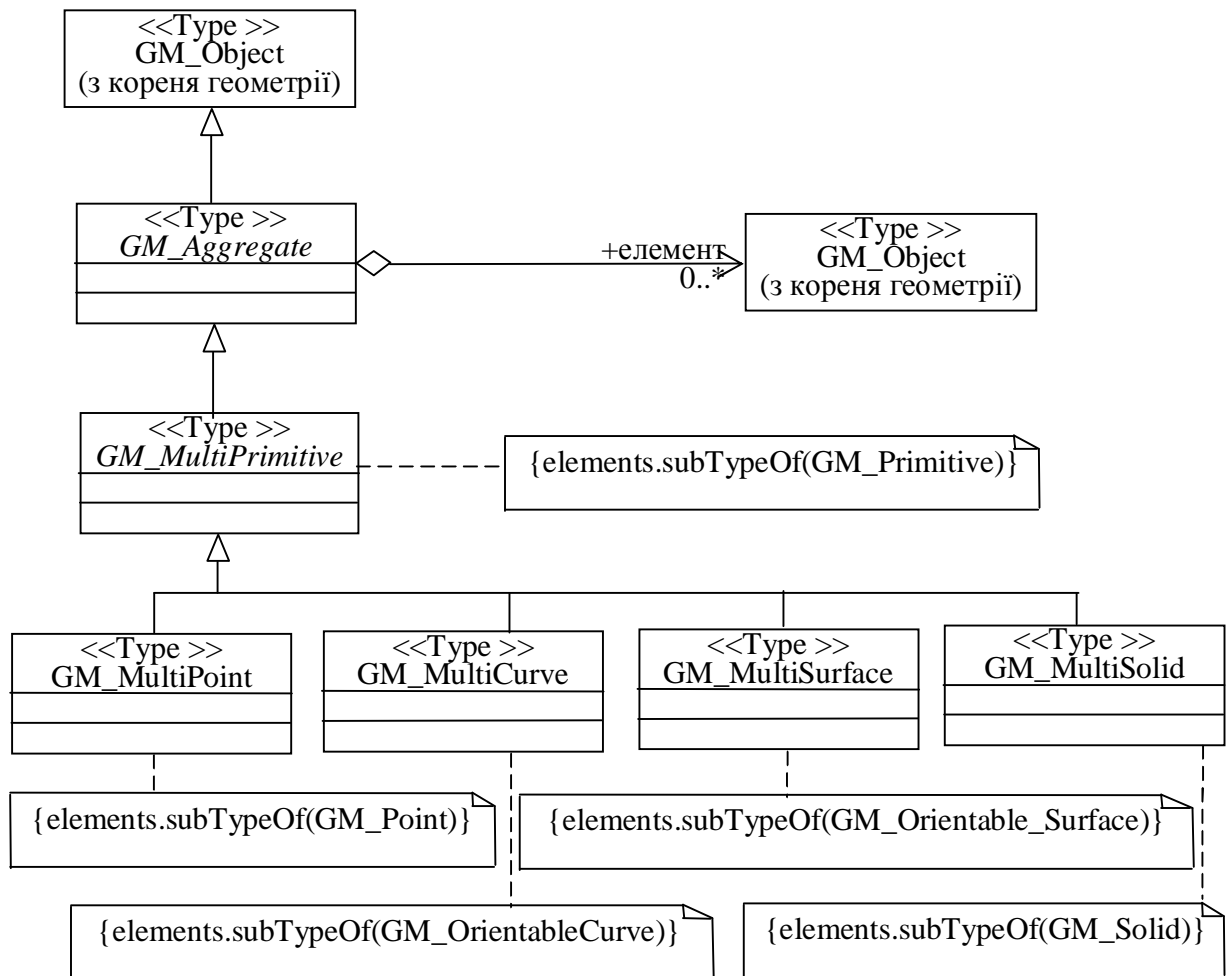 <<Type >>
GM_Object
(з кореня геометрії)
<<Type >>
GM_Aggregate
+елемент
0..*
<<Type >>
GM_Object
(з кореня геометрії)
<<Type >>
GM_MultiPrimitive
{elements.subTypeOf(GM_Primitive)}
<<Type >>
GM_MultiPoint
<<Type >>
GM_MultiCurve
<<Type >>
GM_MultiSurface
<<Type >>
GM_MultiSolid
{elements.subTypeOf(GM_Point)}
{elements.subTypeOf(GM_Orientable_Surface)}
{elements.subTypeOf(GM_OrientableCurve)}
{elements.subTypeOf(GM_Solid)}